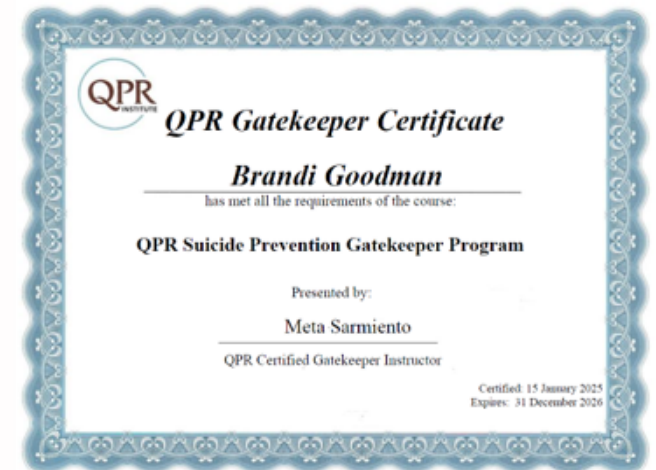 QPR
INSTITUTE
QPR Gatekeeper Certificate
Brandi Goodman
has met all the requirements of the course:
QPR Suicide Prevention Gatekeeper Program
Presented by:
Meta Sarmiento
QPR Certified Gatekeeper Instructor
Certified: 15 January 2025
Expires: 31 December 2026